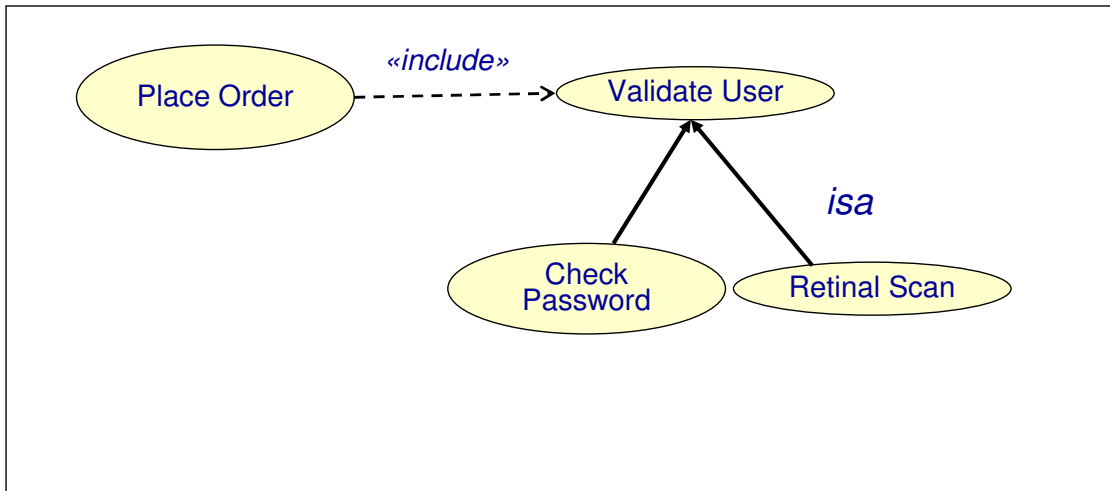 «include»
Place Order
Validate User
isa
Check
Password
Retinal Scan